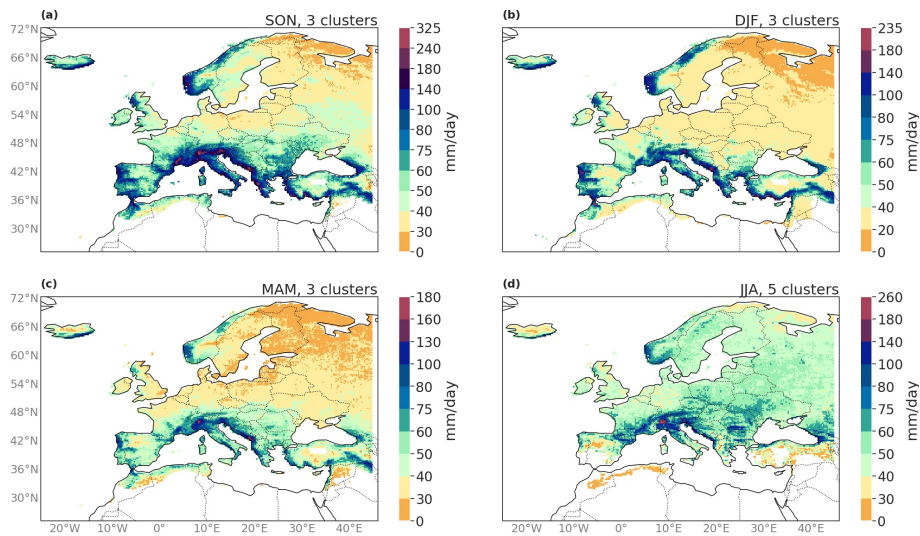 (a) SON, 3 clusters
72°N
66°N
60°N
54°N
48°N
42°N
36°N
30°N
325
240
180
140
100
80
75
60
50
40
30
0
mm/day
(b) DJF, 3 clusters
235
180
140
100
80
75
60
50
40
20
0
mm/day
(c) MAM, 3 clusters
72°N
66°N
60°N
54°N
48°N
42°N
36°N
30°N
20°W 10°W 0° 10°E 20°E 30°E 40°E
180
160
130
100
80
75
60
50
40
30
0
mm/day
(d) JJA, 5 clusters
20°W 10°W 0° 10°E 20°E 30°E 40°E
260
180
140
100
80
75
60
50
40
30
0
mm/day